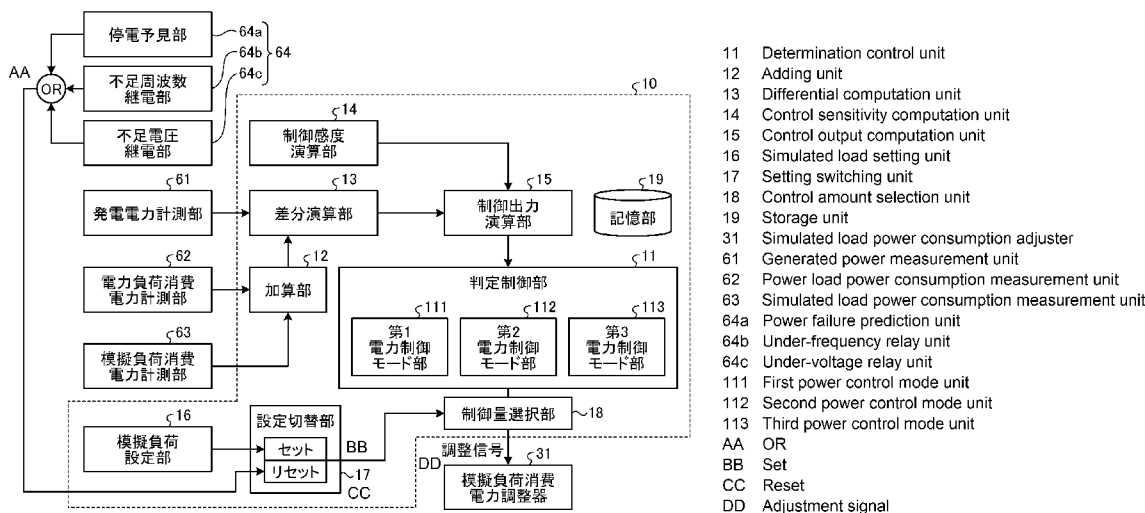 停電予見部
64a
64b
64
64c
AA
OR
不足周波数
継電部
不足電圧
継電部
10
14
制御感度
演算部
61
発電電力計測部
13
差分演算部
15
制御出力
演算部
19
記憶部
62
電力負荷消費
電力計測部
12
加算部
11
判定制御部
111
第1
電力制御
モード部
112
第2
電力制御
モード部
113
第3
電力制御
モード部
63
模擬負荷消費
電力計測部
16
模擬負荷
設定部
設定切替部
セット
リセット
BB
17
CC
制御量選択部
18
調整信号
DD
31
模擬負荷消費
電力調整器
11 Determination control unit
12 Adding unit
13 Differential computation unit
14 Control sensitivity computation unit
15 Control output computation unit
16 Simulated load setting unit
17 Setting switching unit
18 Control amount selection unit
19 Storage unit
31 Simulated load power consumption adjuster
61 Generated power measurement unit
62 Power load power consumption measurement unit
63 Simulated load power consumption measurement unit
64a Power failure prediction unit
64b Under-frequency relay unit
64c Under-voltage relay unit
111 First power control mode unit
112 Second power control mode unit
113 Third power control mode unit
AA OR
BB Set
CC Reset
DD Adjustment signal